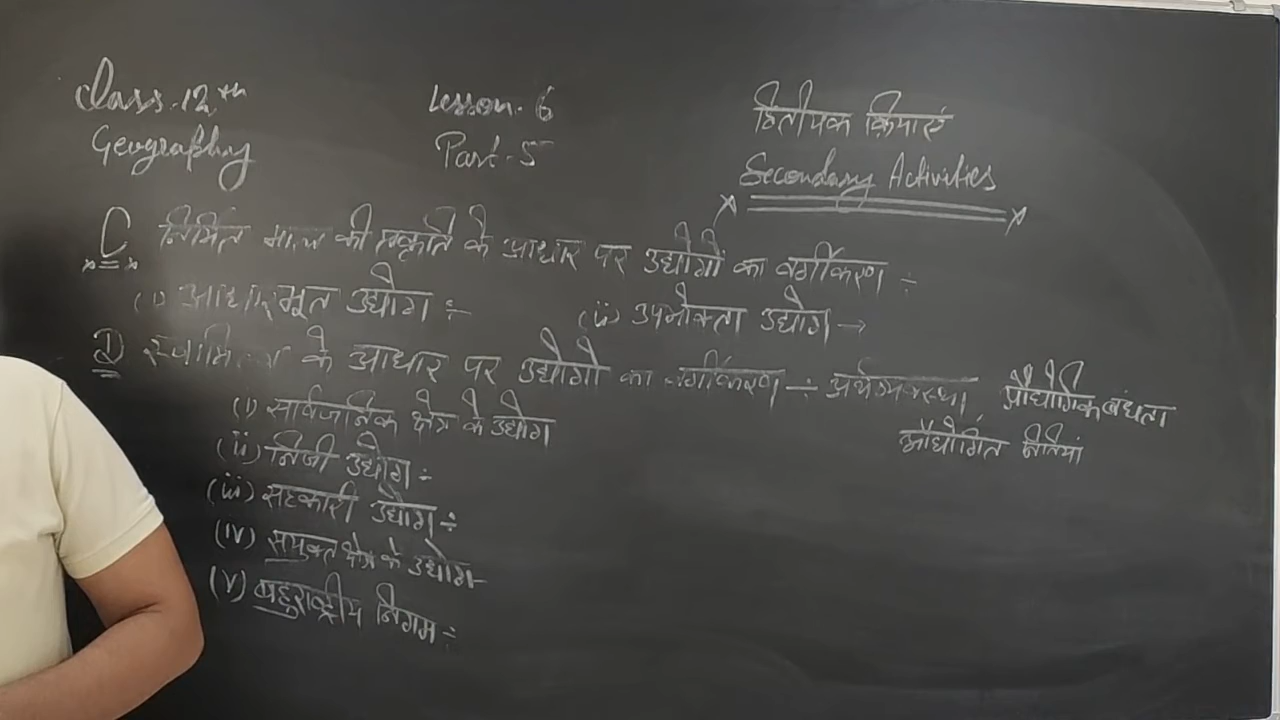 Class. 12th
Geography
Lesson. 6
Part. 5
द्वितीयक क्रियाएं
Secondary Activities
C निर्मित माल की प्रकृति के आधार पर उद्योगों का वर्गीकरण ÷
(i) आधारभूत उद्योग ÷ (ii) उपभोक्ता उद्योग →
D स्वामित्व के आधार पर उद्योगों का वर्गीकरण ÷ अर्थव्यवस्था, औद्योगिक बंधता
औद्योगित नितियां
(i) सार्वजनिक क्षेत्र के उद्योग
(ii) निजी उद्योग ÷
(iii) सहकारी उद्योग ÷
(iv) संयुक्त क्षेत्र के उद्योग
(v) बहुराष्ट्रीय निगम ÷